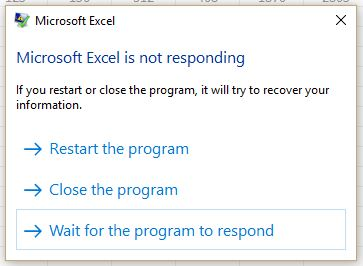 Microsoft Excel
Microsoft Excel is not responding
If you restart or close the program, it will try to recover your
information.
Restart the program
Close the program
Wait for the program to respond